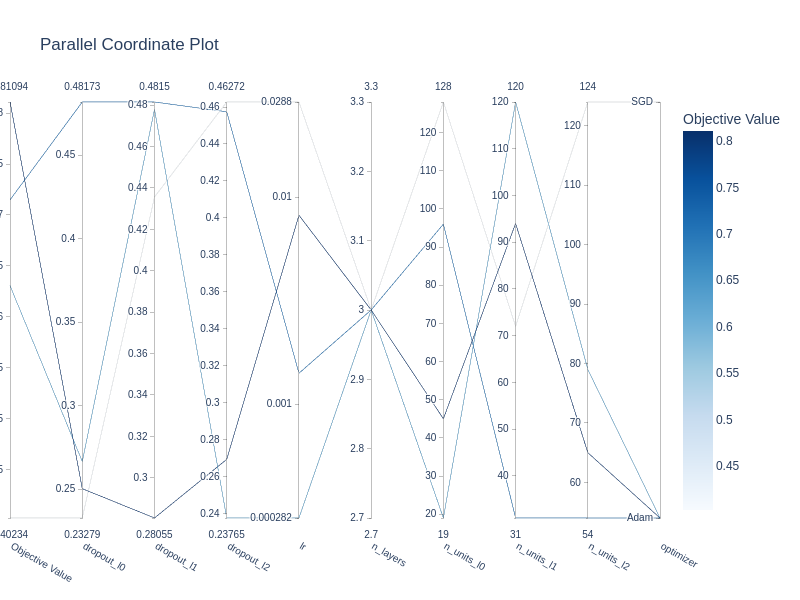 Parallel Coordinate Plot
81094 0.48173 0.4815 0.46272 0.0288 3.3 128 120 124 SGD
0.45 0.4 0.35 0.3 0.25
0.48 0.46 0.44 0.42 0.4 0.38 0.36 0.34 0.32 0.3
0.46 0.44 0.42 0.4 0.38 0.36 0.34 0.32 0.3 0.28 0.26 0.24
0.01 0.001
3.3 3.2 3.1 3 2.9 2.8 2.7
120 110 100 90 80 70 60 50 40 30 20
120 110 100 90 80 70 60 50 40
120 110 100 90 80 70 60
40234 0.23279 0.28055 0.23765 0.000282 2.7 19 31 54 Adam
Objective Value
dropout_l0
dropout_l1
dropout_l2
lr
n_layers
n_units_l0
n_units_l1
n_units_l2
optimizer
Objective Value
0.8
0.75
0.7
0.65
0.6
0.55
0.5
0.45